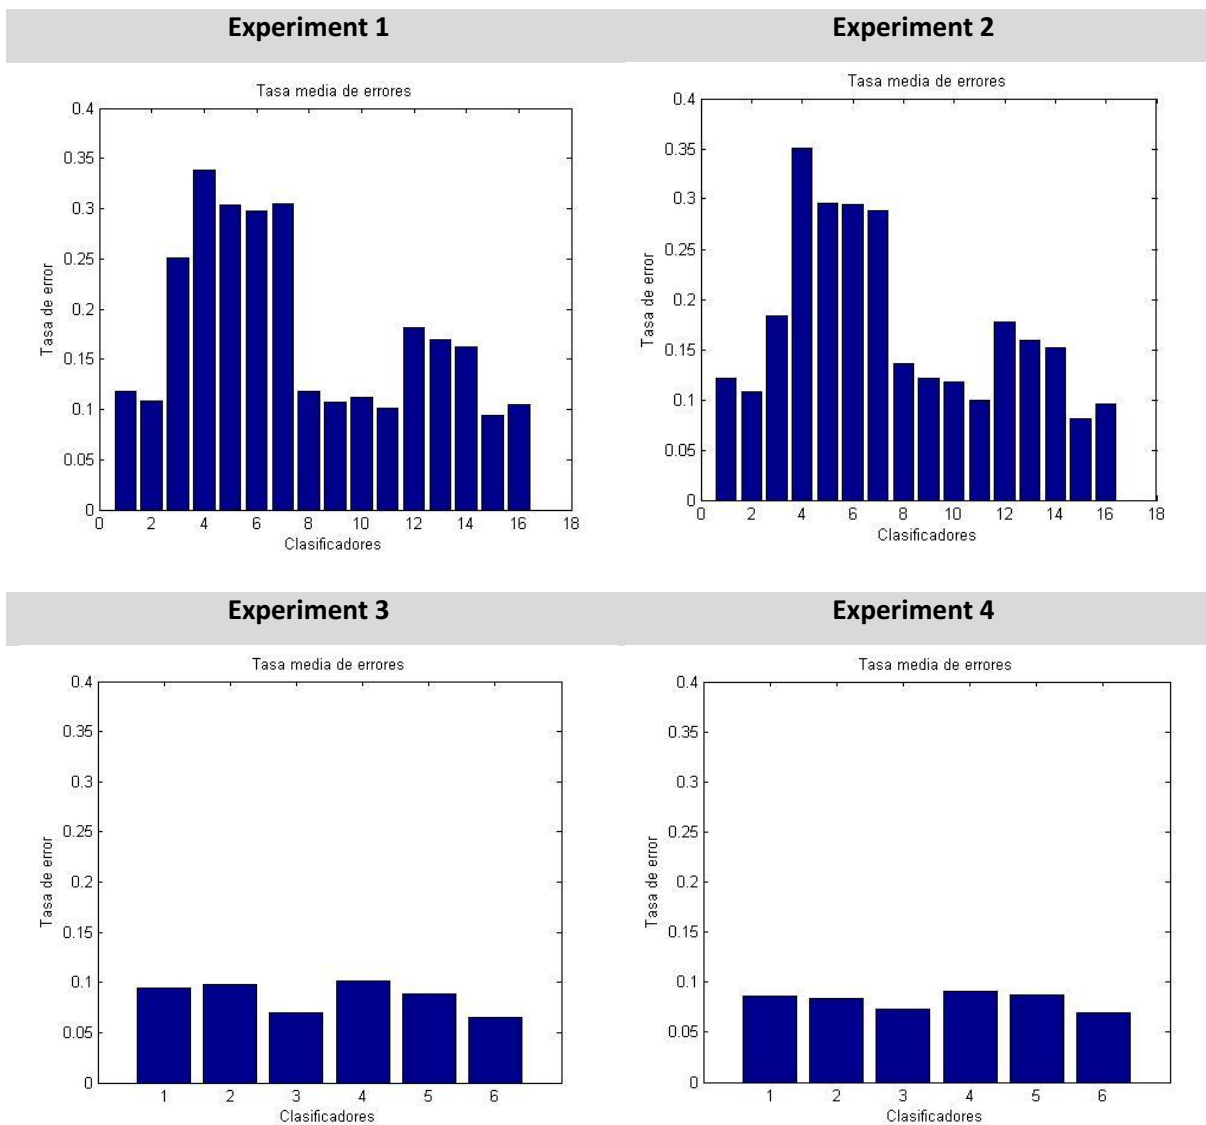 Experiment 1
Experiment 2
Tasa media de errores
0.4
0.35
0.3
0.25
0.2
0.15
0.1
0.05
0
Tasa de error
0 2 4 6 8 10 12 14 16 18
Clasificadores
Tasa media de errores
0.4
0.35
0.3
0.25
0.2
0.15
0.1
0.05
0
Tasa de error
0 2 4 6 8 10 12 14 16 18
Clasificadores
Experiment 3
Experiment 4
Tasa media de errores
0.4
0.35
0.3
0.25
0.2
0.15
0.1
0.05
0
Tasa de error
1 2 3 4 5 6
Clasificadores
Tasa media de errores
0.4
0.35
0.3
0.25
0.2
0.15
0.1
0.05
0
Tasa de error
1 2 3 4 5 6
Clasificadores